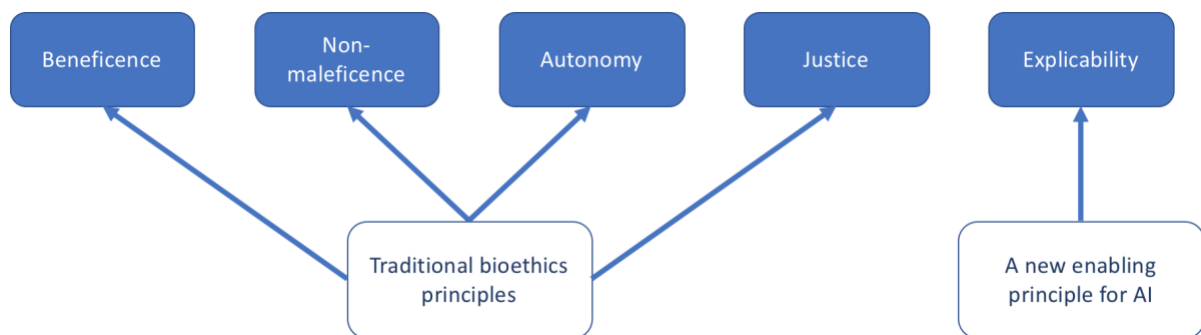 Beneficence
Non-
maleficence
Autonomy
Justice
Explicability
Traditional bioethics
principles
A new enabling
principle for AI